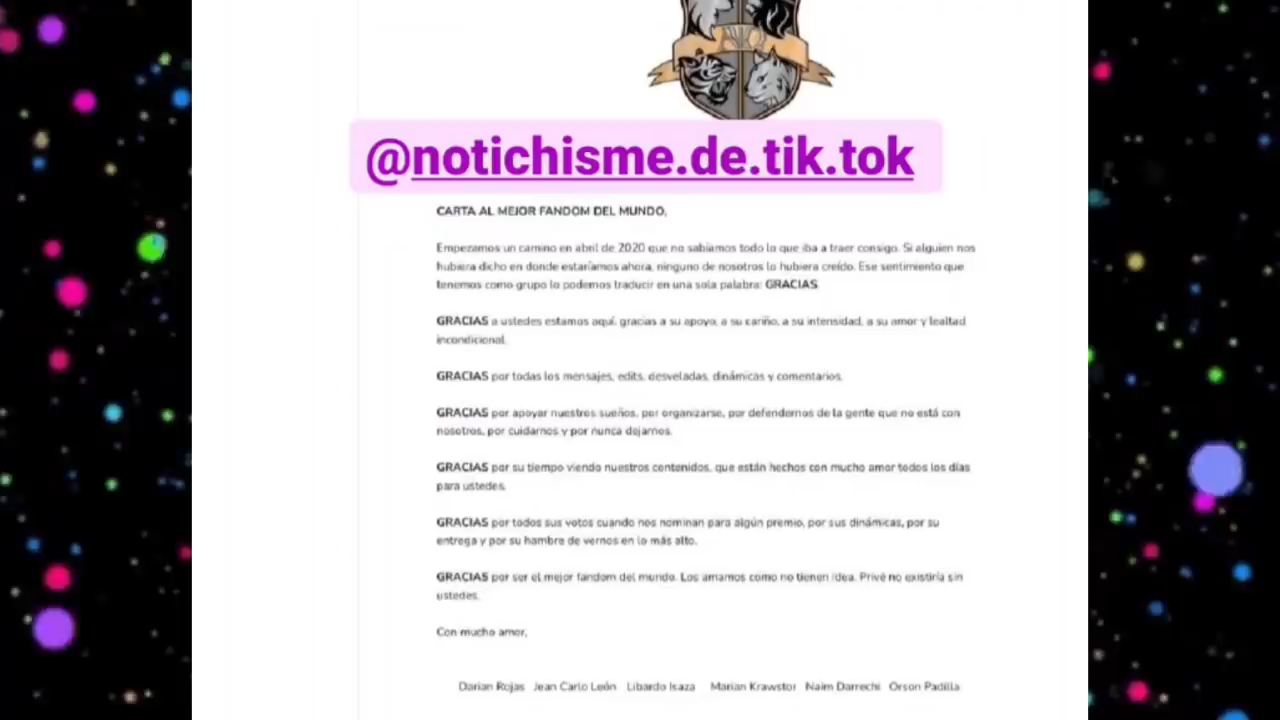 @notichisme.de.tik.tok
CARTA AL MEJOR FANDOM DEL MUNDO,
Empezamos un camino en abril de 2020 que no sabíamos todo lo que iba a traer consigo. Si alguien nos
hubiera dicho en donde estaríamos ahora, ninguno de nosotros lo hubiera creído. Ese sentimiento que
tenemos como grupo lo podemos traducir en una sola palabra: GRACIAS.
GRACIAS a ustedes estamos aquí, gracias a su apoyo, a su cariño, a su intensidad, a su amor y lealtad
incondicional.
GRACIAS por todas los mensajes, edits, desveladas, dinámicas y comentarios.
GRACIAS por apoyar nuestros sueños, por organizarse, por defendernos de la gente que no está con
nosotros, por cuidarnos y por nunca dejarnos.
GRACIAS por su tiempo viendo nuestros contenidos, que están hechos con mucho amor todos los días
para ustedes.
GRACIAS por todos sus votos cuando nos nominan para algún premio, por sus dinámicas, por su
entrega y por su hambre de vernos en lo más alto.
GRACIAS por ser el mejor fandom del mundo. Los amamos como no tienen idea. Privé no existiría sin
ustedes.
Con mucho amor,
Darian Rojas Jean Carlo León Libardo Isaza Marian Krawstor Naim Darrechi Orson Padilla